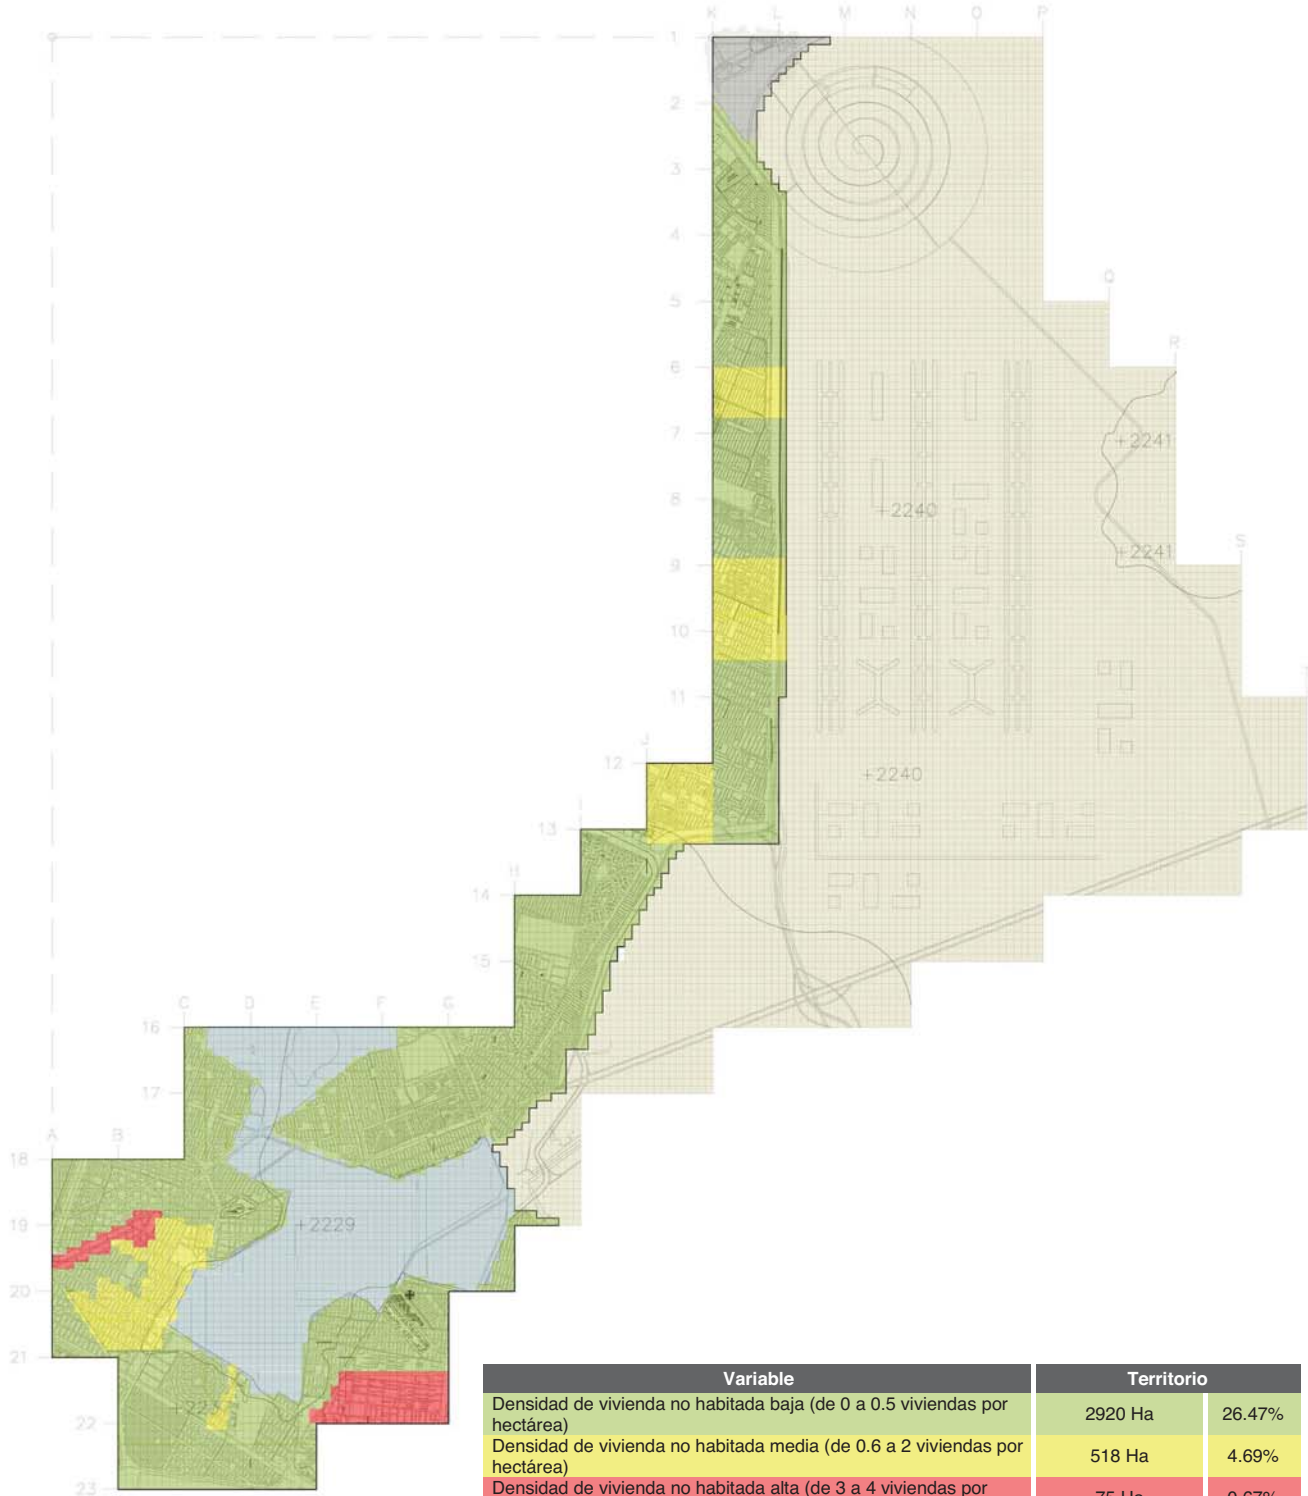 K L M N O P
1
2
3
4
5
Q
6
R
7
+2241
8
+2240
+2241
9
S
10
11
J
12
+2240
13
I
H
14
15
C D E F G
16
17
A B
18
19
+2229
20
21
22
23
Variable Territorio
Densidad de vivienda no habitada baja (de 0 a 0.5 viviendas por
hectárea) 2920 Ha 26.47%
Densidad de vivienda no habitada media (de 0.6 a 2 viviendas por
hectárea) 518 Ha 4.69%
Densidad de vivienda no habitada alta (de 3 a 4 viviendas por